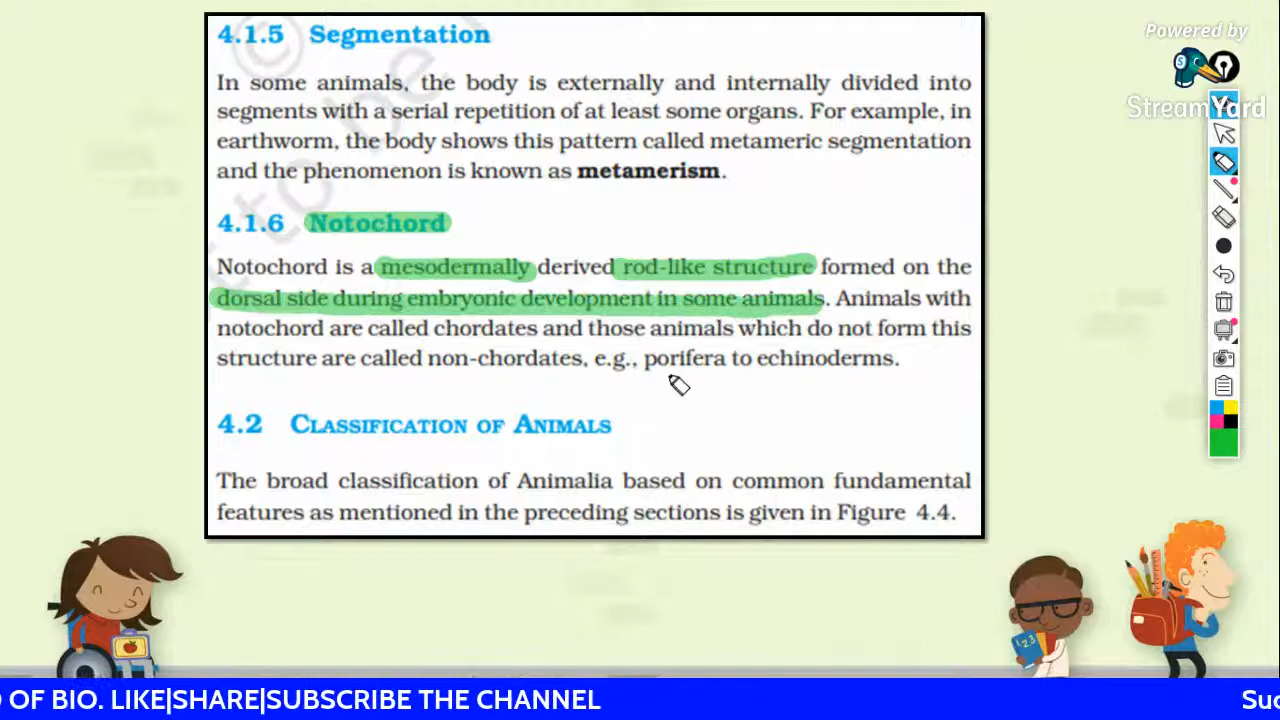 4.1.5 Segmentation
In some animals, the body is externally and internally divided into
segments with a serial repetition of at least some organs. For example, in
earthworm, the body shows this pattern called metameric segmentation
and the phenomenon is known as metamerism.
4.1.6 Notochord
Notochord is a mesodermally derived rod-like structure formed on the
dorsal side during embryonic development in some animals. Animals with
notochord are called chordates and those animals which do not form this
structure are called non-chordates, e.g., porifera to echinoderms.
4.2 CLASSIFICATION OF ANIMALS
The broad classification of Animalia based on common fundamental
features as mentioned in the preceding sections is given in Figure 4.4.
Powered by
S
StreamYard
©
to be
1 2 3
OF BIO. LIKE|SHARE|SUBSCRIBE THE CHANNEL